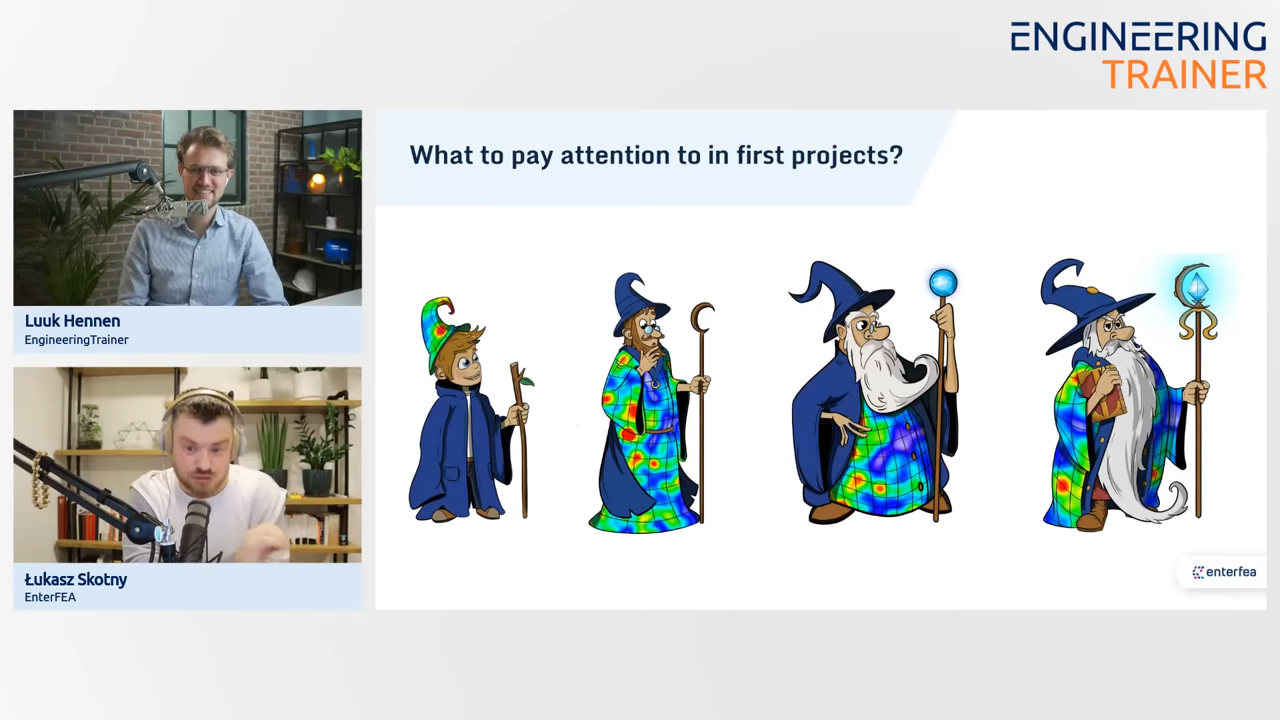 ENGINEERING
TRAINER
What to pay attention to in first projects?
Luuk Hennen
EngineeringTrainer
Łukasz Skotny
EnterFEA
enterfea